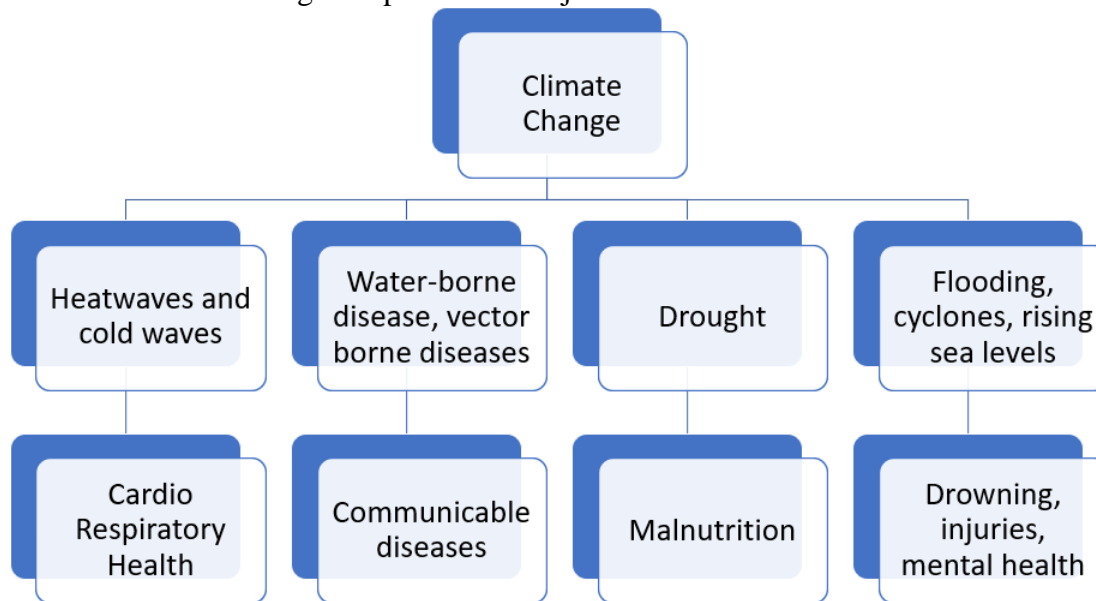 Climate
Change
Heatwaves and
cold waves
Water-borne
disease, vector
borne diseases
Drought
Flooding,
cyclones, rising
sea levels
Cardio
Respiratory
Health
Communicable
diseases
Malnutrition
Drowning,
injuries,
mental health